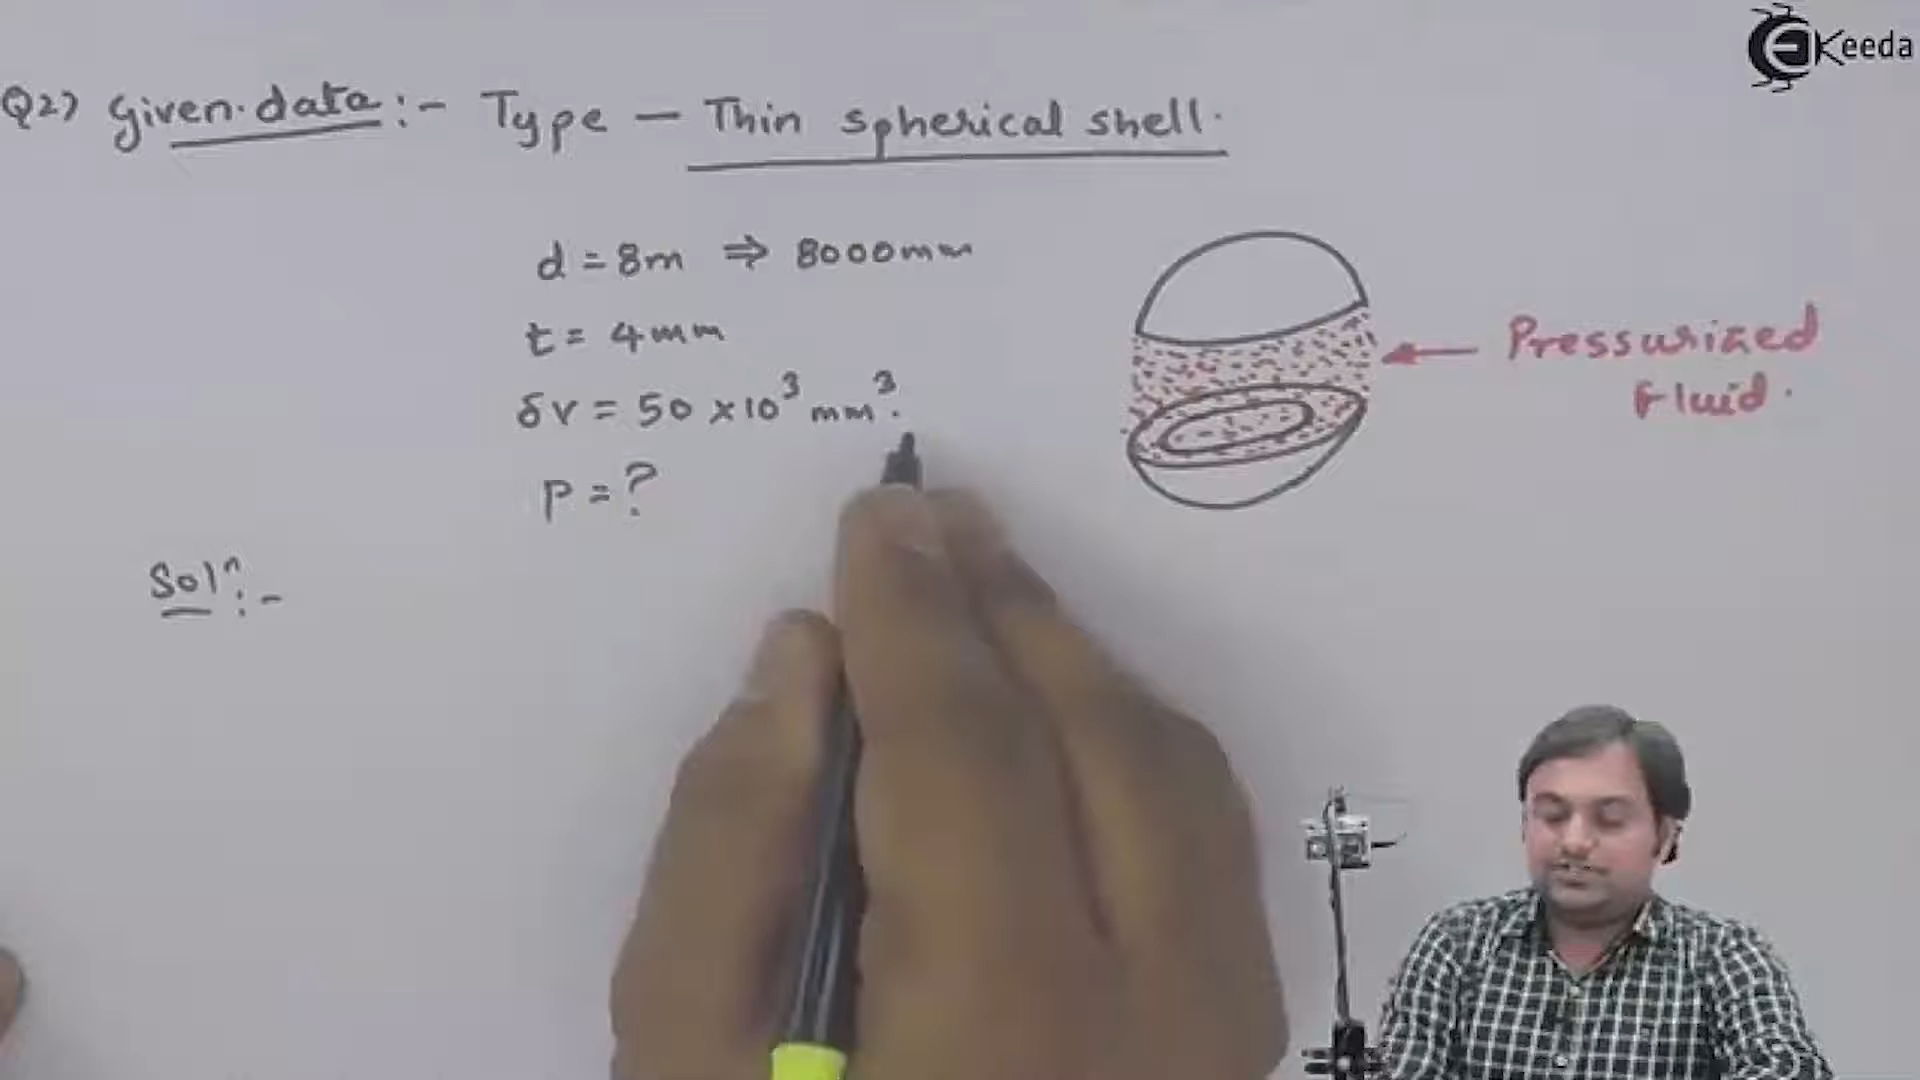 Keeda
Q2) Given data :- Type – Thin spherical shell.
d = 8m ⇒ 8000mm
t = 4mm
δv = 50 × 10³ mm³.
P = ?
Pressurized
fluid.
Solⁿ :-